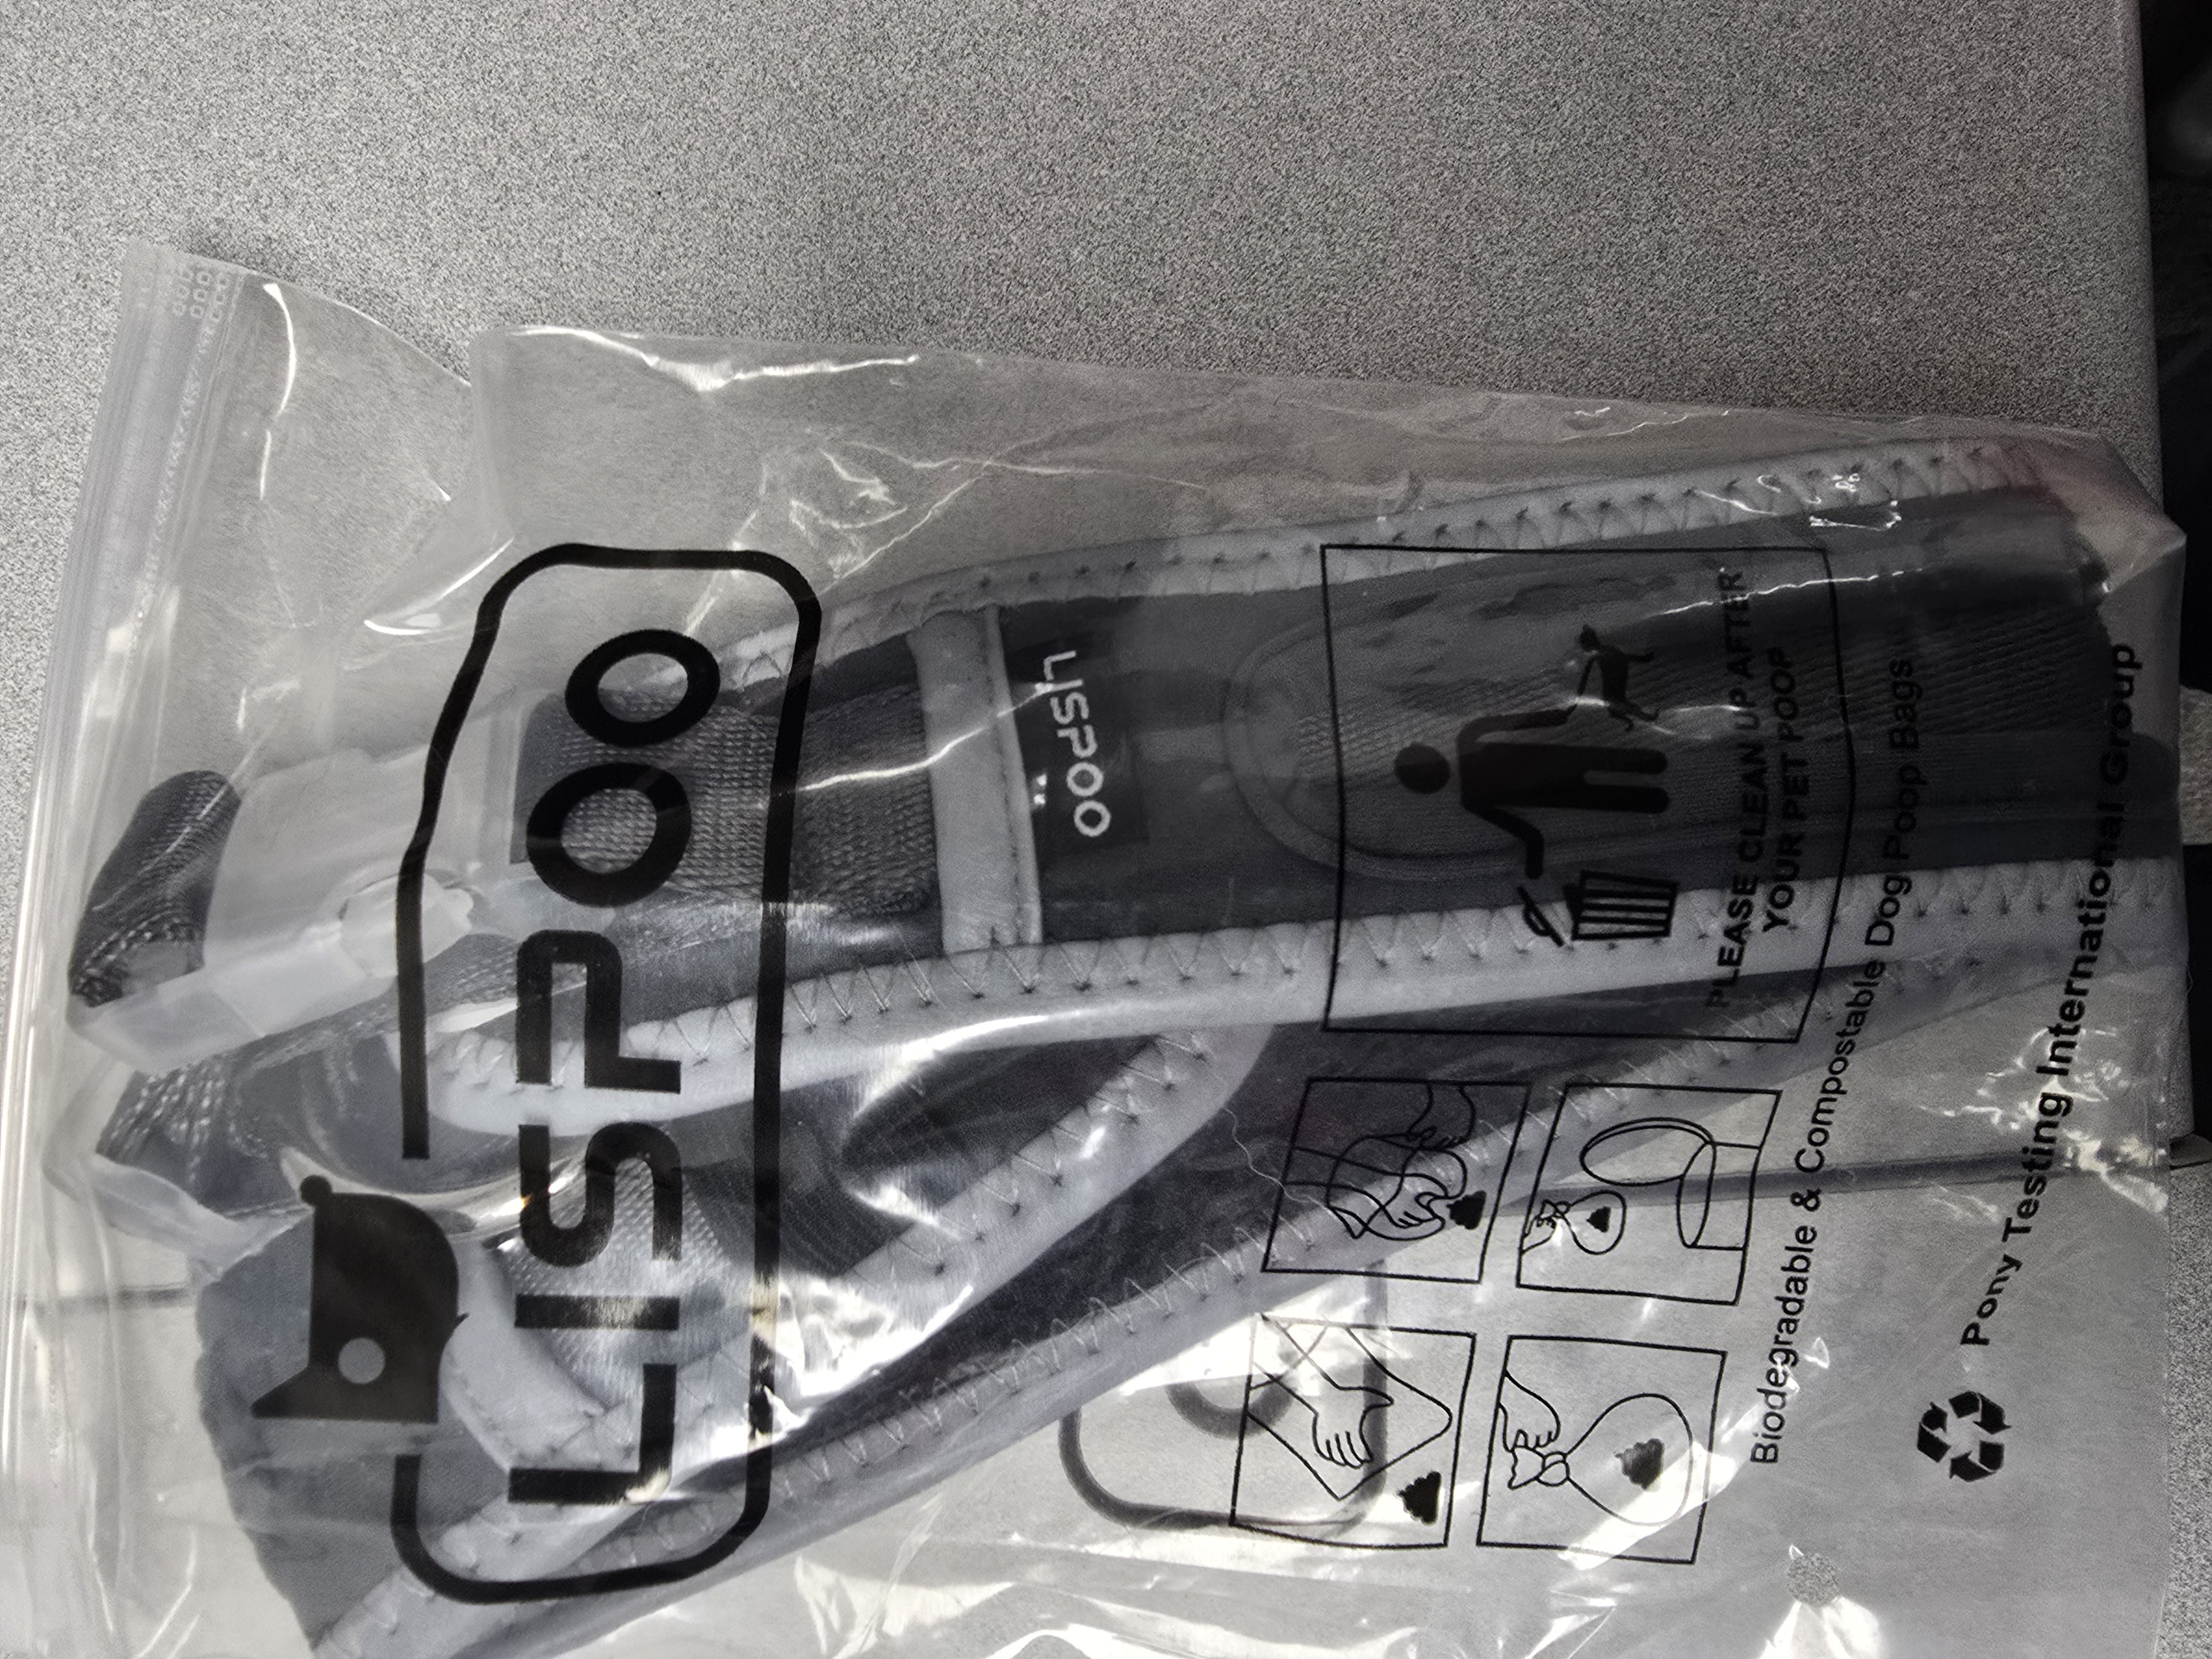 LISPOO
LISPOO
PLEASE CLEAN UP AFTER
YOUR PET POOP
Biodegradable & Compostable Dog Poop Bags
Pony Testing International Group